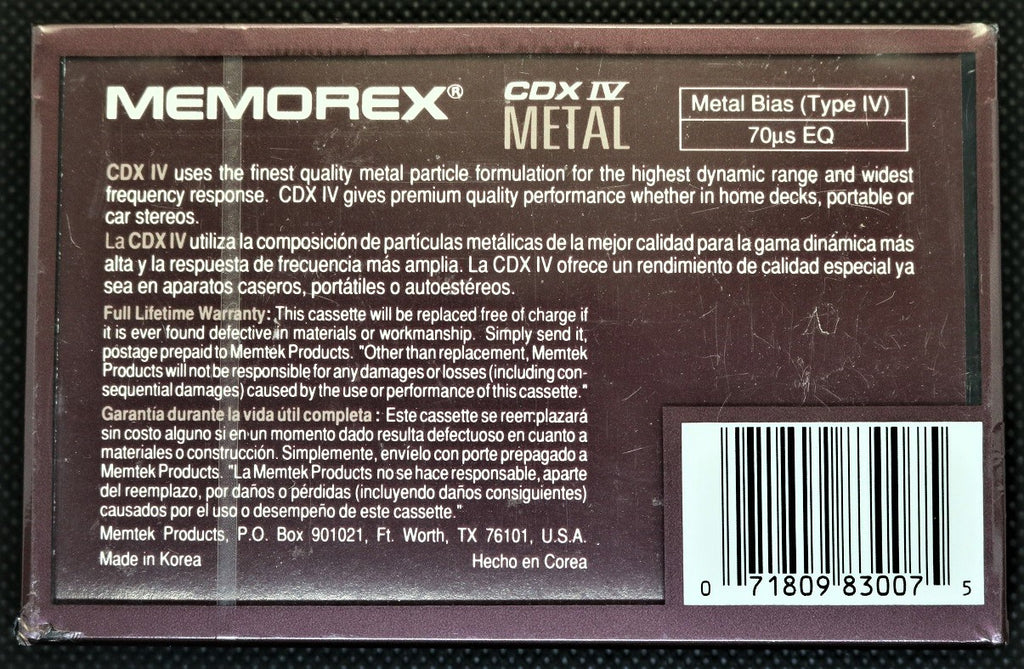 MEMOREX®
CDX IV
METAL
Metal Bias (Type IV)
70µs EQ
CDX IV uses the finest quality metal particle formulation for the highest dynamic range and widest
frequency response. CDX IV gives premium quality performance whether in home decks, portable or
car stereos.
La CDX IV utiliza la composición de partículas metálicas de la mejor calidad para la gama dinámica más
alta y la respuesta de frecuencia más amplia. La CDX IV ofrece un rendimiento de calidad especial ya
sea en aparatos caseros, portátiles o autoestéreos.
Full Lifetime Warranty: This cassette will be replaced free of charge if
it is ever found defective in materials or workmanship. Simply send it,
postage prepaid to Memtek Products. "Other than replacement, Memtek
Products will not be responsible for any damages or losses (including con-
sequential damages) caused by the use or performance of this cassette."
Garantía durante la vida útil completa : Este cassette se reemplazará
sin costo alguno si en un momento dado resulta defectuoso en cuanto a
materiales o construcción. Simplemente, envíelo con porte prepagado a
Memtek Products. "La Memtek Products no se hace responsable, aparte
del reemplazo, por daños o pérdidas (incluyendo daños consiguientes)
causados por el uso o desempeño de este cassette."
Memtek Products, P.O. Box 901021, Ft. Worth, TX 76101, U.S.A.
Made in Korea Hecho en Corea
0 71809 83007 5